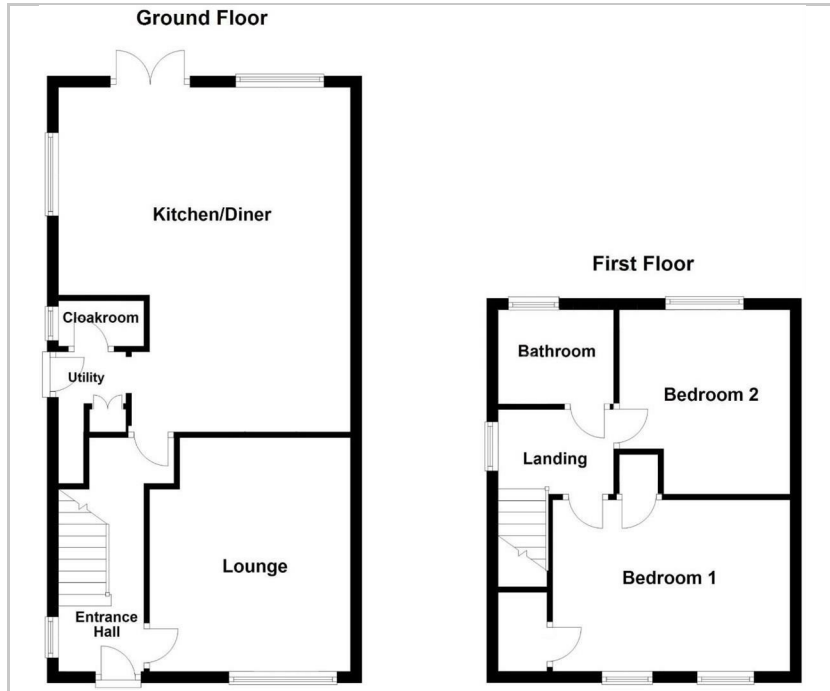 Ground Floor
Kitchen/Diner
Cloakroom
Utility
Lounge
Entrance
Hall
First Floor
Bathroom
Bedroom 2
Landing
Bedroom 1